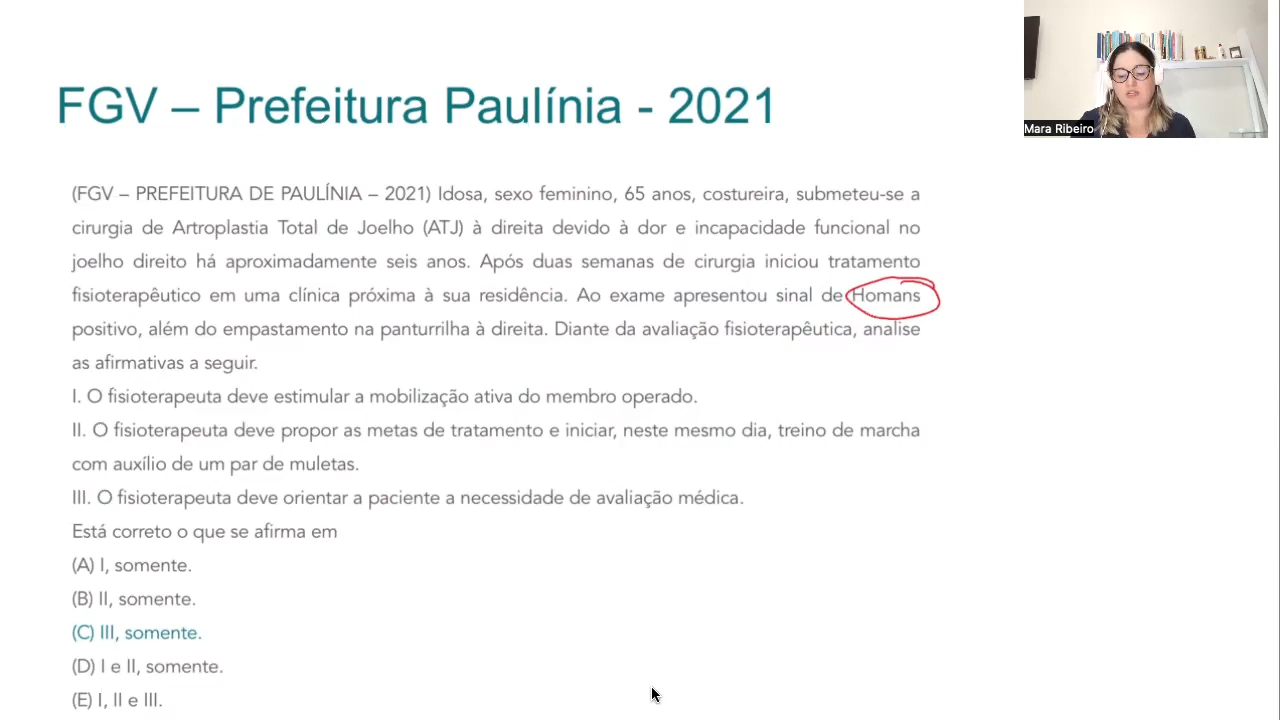 FGV – Prefeitura Paulínia - 2021
Mara Ribeiro
(FGV – PREFEITURA DE PAULÍNIA – 2021) Idosa, sexo feminino, 65 anos, costureira, submeteu-se a
cirurgia de Artroplastia Total de Joelho (ATJ) à direita devido à dor e incapacidade funcional no
joelho direito há aproximadamente seis anos. Após duas semanas de cirurgia iniciou tratamento
fisioterapêutico em uma clínica próxima à sua residência. Ao exame apresentou sinal de Homans
positivo, além do empastamento na panturrilha à direita. Diante da avaliação fisioterapêutica, analise
as afirmativas a seguir.
I. O fisioterapeuta deve estimular a mobilização ativa do membro operado.
II. O fisioterapeuta deve propor as metas de tratamento e iniciar, neste mesmo dia, treino de marcha
com auxílio de um par de muletas.
III. O fisioterapeuta deve orientar a paciente a necessidade de avaliação médica.
Está correto o que se afirma em
(A) I, somente.
(B) II, somente.
(C) III, somente.
(D) I e II, somente.
(E) I, II e III.